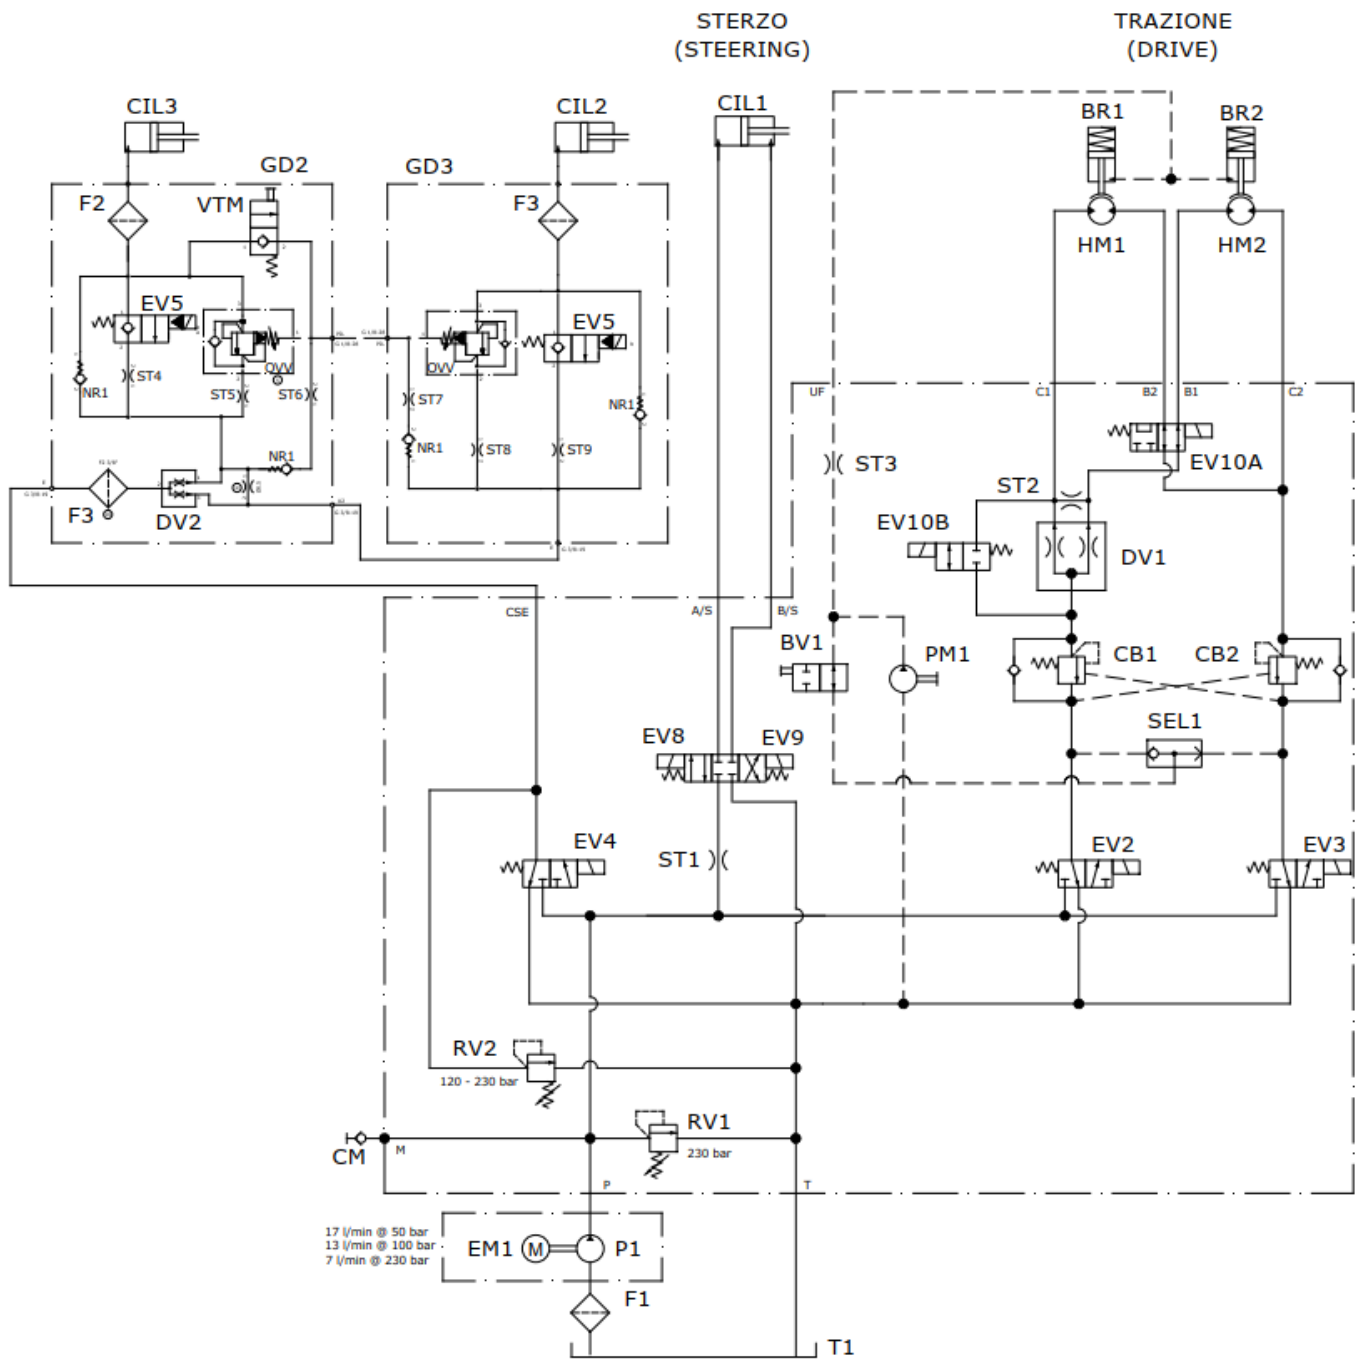 STERZO
(STEERING)
TRAZIONE
(DRIVE)
CIL3
CIL2
CIL1
BR1
BR2
GD2
GD3
F2
VTM
F3
HM1
HM2
EV5
EV5
OVV
OVV
NR1
ST4
ST5
ST6
ST7
NR1
UF
C1
B2
B1
C2
NR1
ST8
ST9
NR1
ST3
EV10A
ST2
F3
DV2
EV10B
DV1
CSE
A/S
B/S
BV1
PM1
CB1
CB2
SEL1
EV8
EV9
EV4
ST1
EV2
EV3
RV2
120 - 230 bar
RV1
230 bar
CM
M
P
T
17 l/min @ 50 bar
13 l/min @ 100 bar
7 l/min @ 230 bar
EM1
M
P1
F1
T1